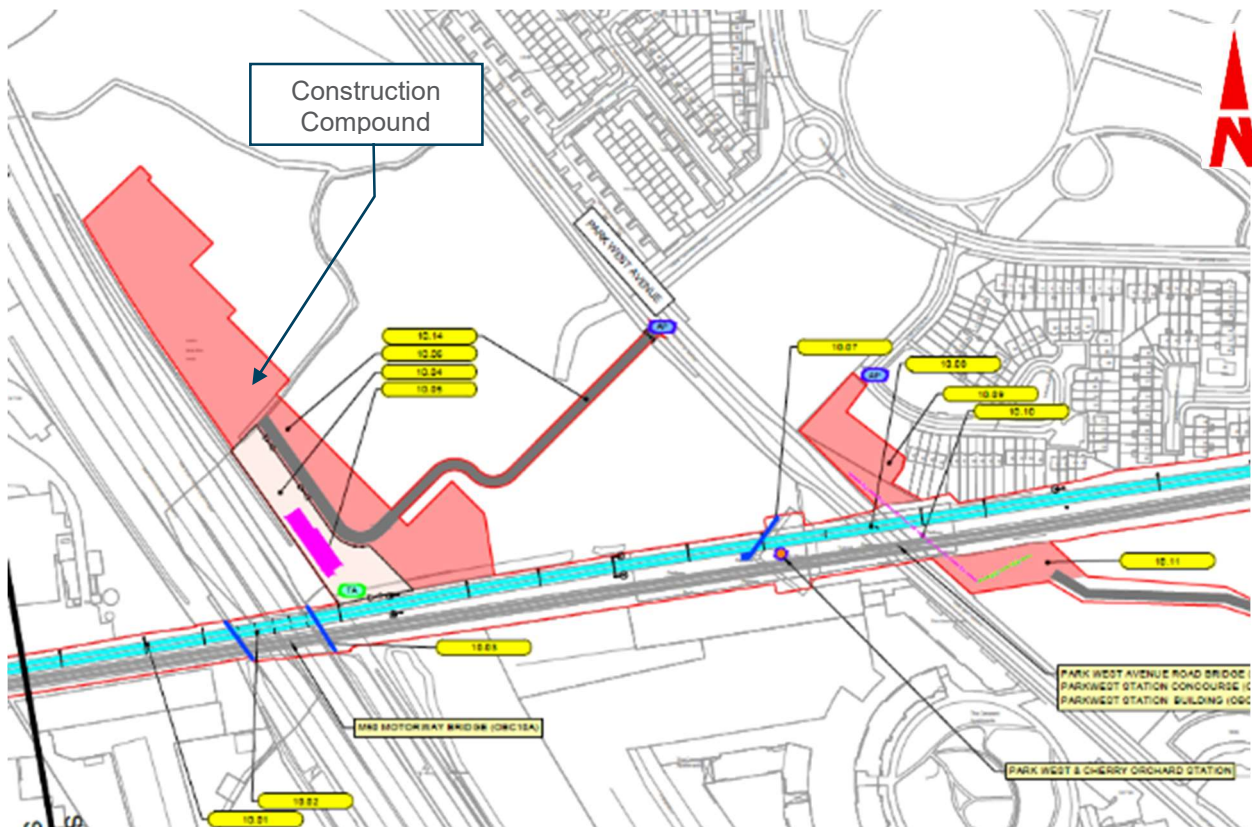 Construction
Compound
N
PARK WEST AVENUE
10.14
10.06
10.04
10.05
10.07
10.08
10.09
10.10
10.11
10.03
PARK WEST AVENUE ROAD BRIDGE (
PARKWEST STATION CONCOURSE (
PARKWEST STATION BUILDING (OBC
M50 MOTORWAY BRIDGE (OBC10A)
PARK WEST & CHERRY ORCHARD STATION
10.02
10.01